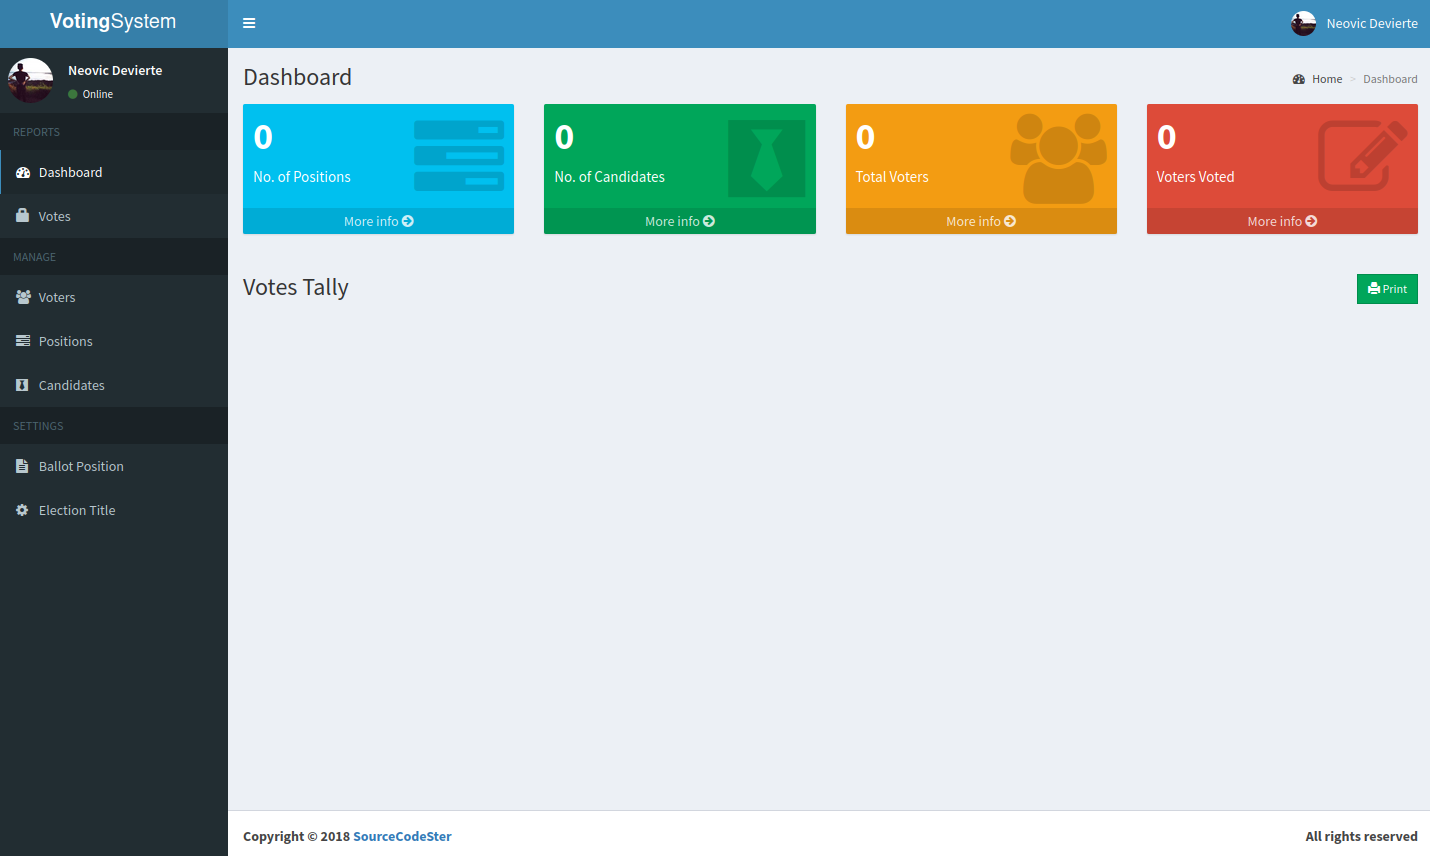 VotingSystem
Neovic Devierte
Neovic Devierte
Online
REPORTS
Dashboard
Votes
MANAGE
Voters
Positions
Candidates
SETTINGS
Ballot Position
Election Title
Dashboard
Home > Dashboard
0
No. of Positions
More info
0
No. of Candidates
More info
0
Total Voters
More info
0
Voters Voted
More info
Votes Tally
Print
Copyright © 2018 SourceCodeSter
All rights reserved